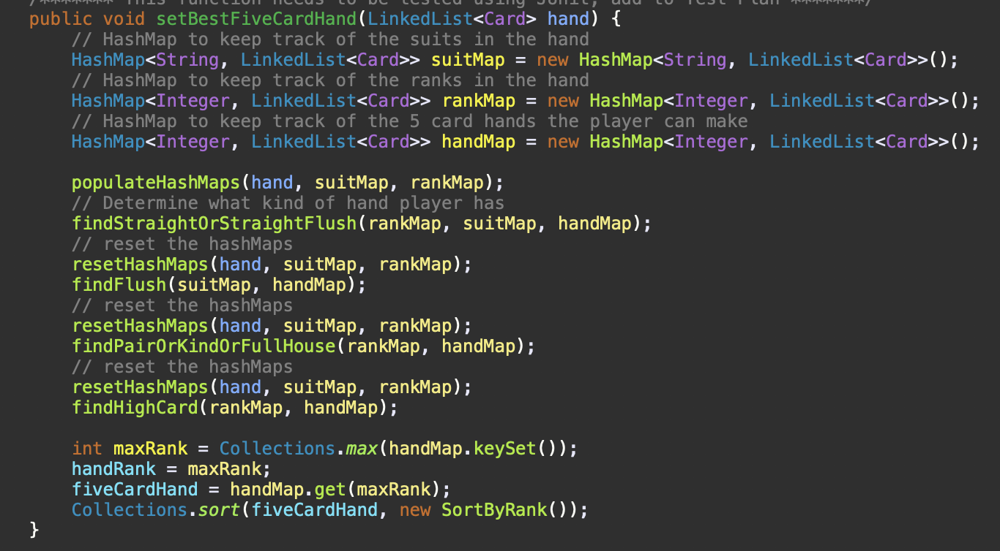 /******* This function needs to be tested using JUnit, add to Test Plan *******/
public void setBestFiveCardHand(LinkedList<Card> hand) {
    // HashMap to keep track of the suits in the hand
    HashMap<String, LinkedList<Card>> suitMap = new HashMap<String, LinkedList<Card>>();
    // HashMap to keep track of the ranks in the hand
    HashMap<Integer, LinkedList<Card>> rankMap = new HashMap<Integer, LinkedList<Card>>();
    // HashMap to keep track of the 5 card hands the player can make
    HashMap<Integer, LinkedList<Card>> handMap = new HashMap<Integer, LinkedList<Card>>();

    populateHashMaps(hand, suitMap, rankMap);
    // Determine what kind of hand player has
    findStraightOrStraightFlush(rankMap, suitMap, handMap);
    // reset the hashMaps
    resetHashMaps(hand, suitMap, rankMap);
    findFlush(suitMap, handMap);
    // reset the hashMaps
    resetHashMaps(hand, suitMap, rankMap);
    findPairOrKindOrFullHouse(rankMap, handMap);
    // reset the hashMaps
    resetHashMaps(hand, suitMap, rankMap);
    findHighCard(rankMap, handMap);

    int maxRank = Collections.max(handMap.keySet());
    handRank = maxRank;
    fiveCardHand = handMap.get(maxRank);
    Collections.sort(fiveCardHand, new SortByRank());
}